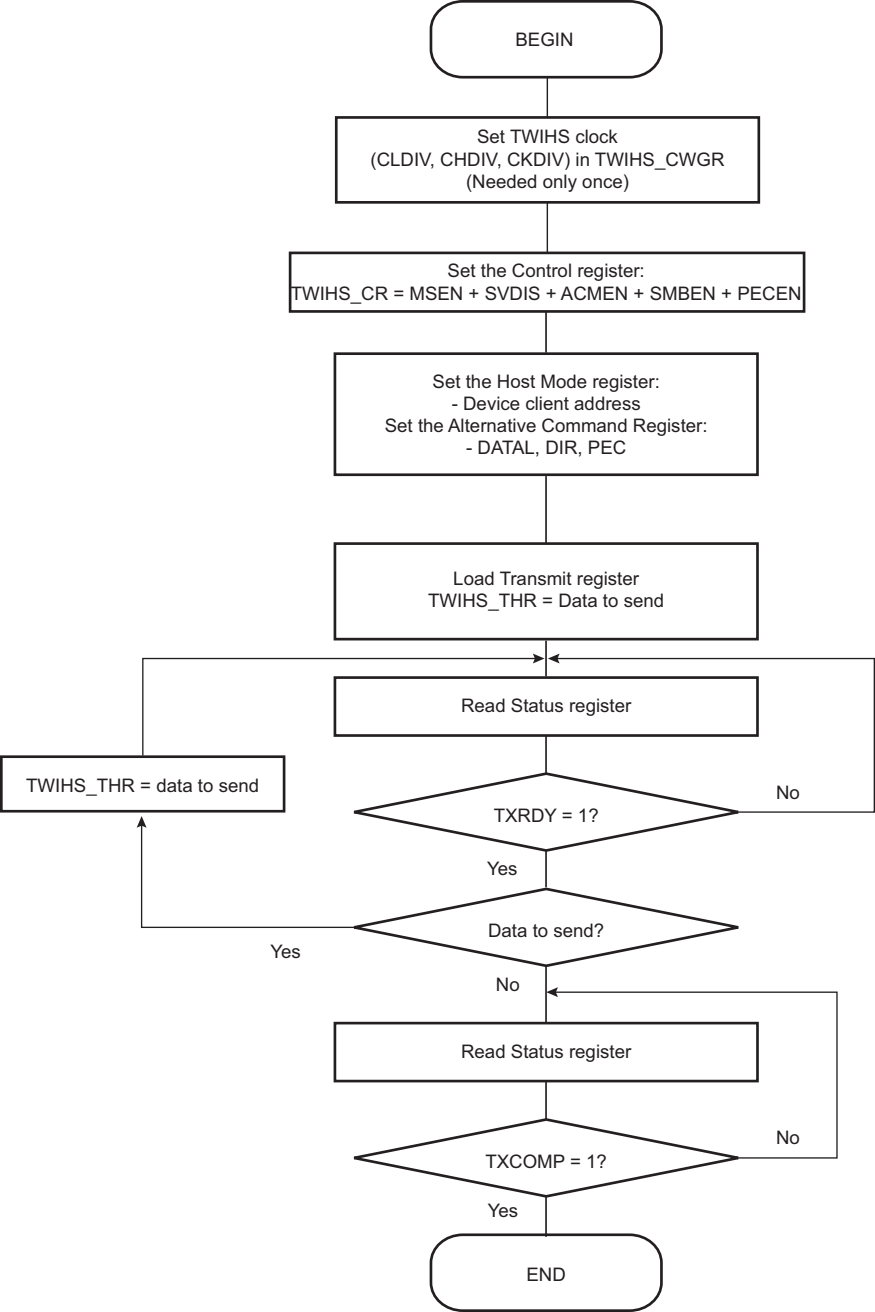 BEGIN
Set TWIHS clock
(CLDIV, CHDIV, CKDIV) in TWIHS_CWGR
(Needed only once)
Set the Control register:
TWIHS_CR = MSEN + SVDIS + ACMEN + SMBEN + PECEN
Set the Host Mode register:
- Device client address
Set the Alternative Command Register:
- DATAL, DIR, PEC
Load Transmit register
TWIHS_THR = Data to send
Read Status register
TWIHS_THR = data to send
TXRDY = 1?
No
Yes
Data to send?
Yes
No
Read Status register
TXCOMP = 1?
No
Yes
END